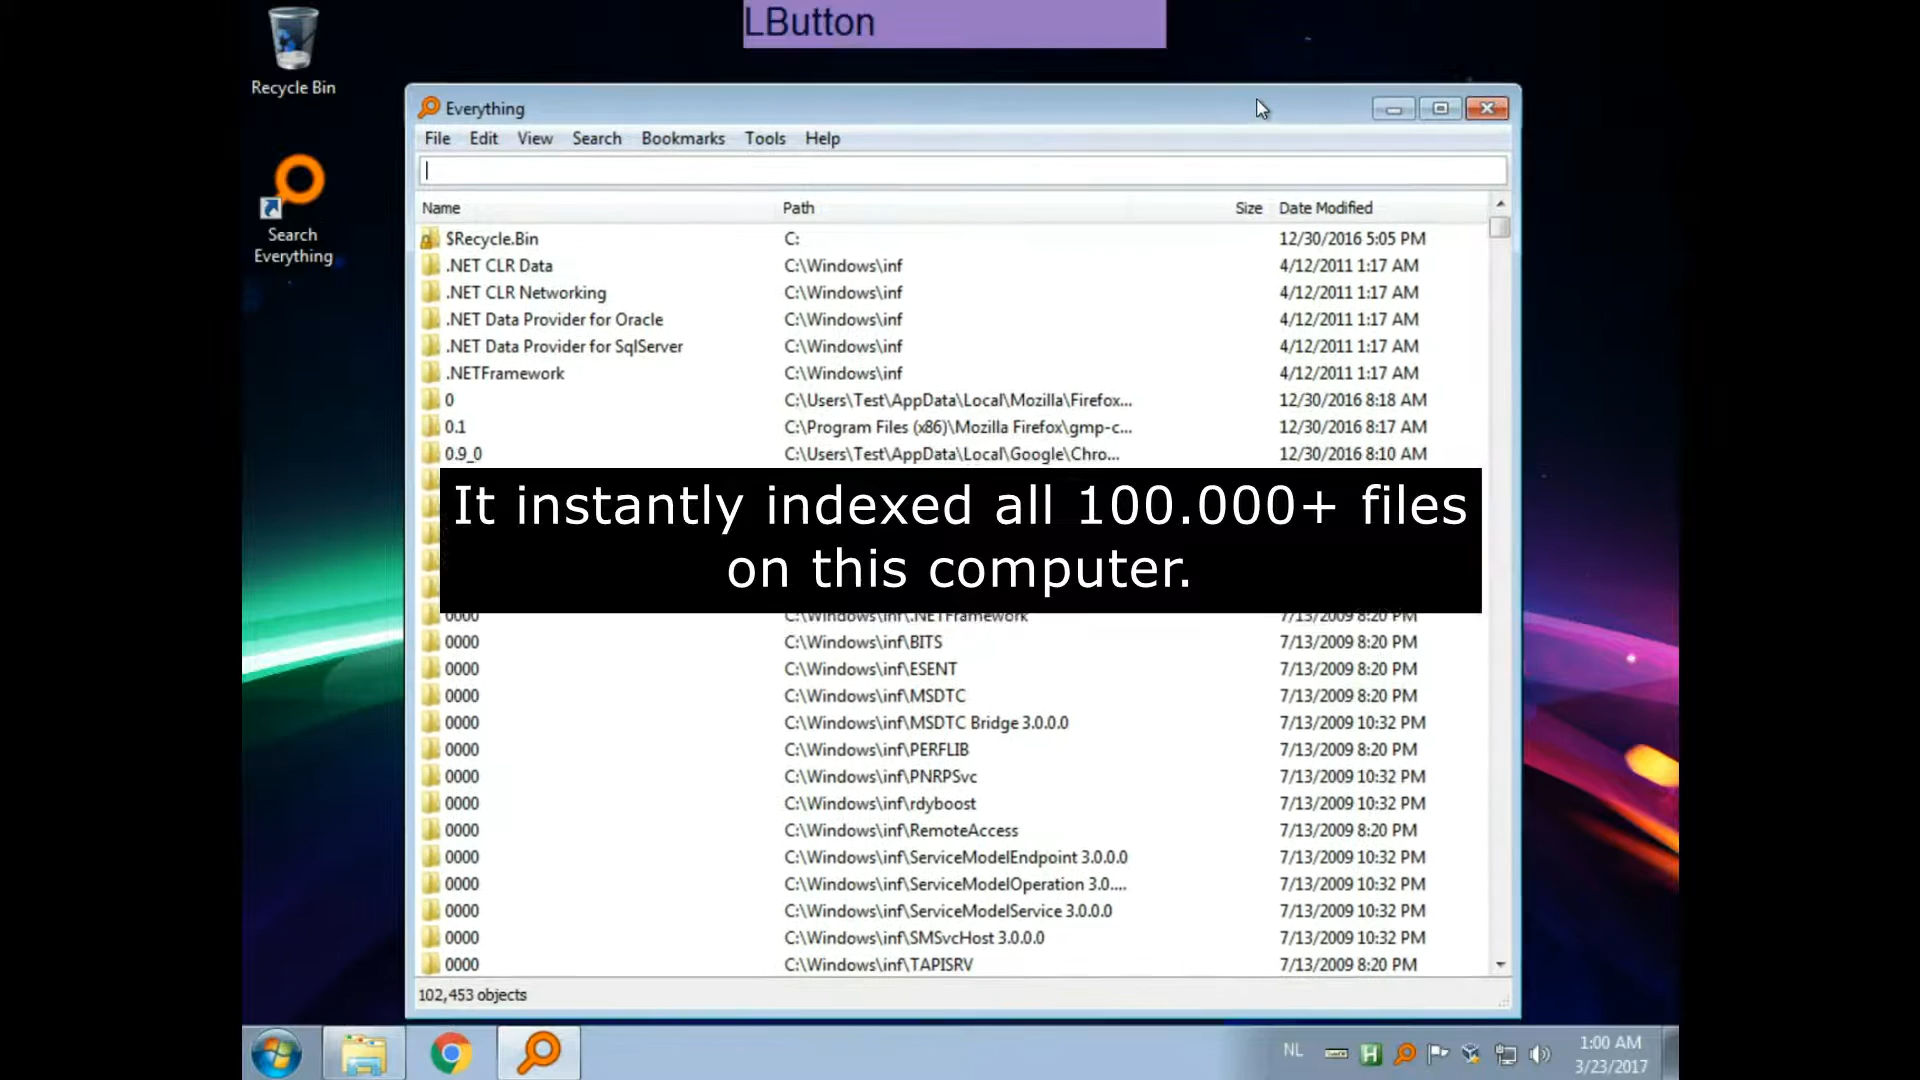 LButton
Recycle Bin
Search
Everything
Everything
File Edit View Search Bookmarks Tools Help
Name Path Size Date Modified
$Recycle.Bin C: 12/30/2016 5:05 PM
.NET CLR Data C:\Windows\inf 4/12/2011 1:17 AM
.NET CLR Networking C:\Windows\inf 4/12/2011 1:17 AM
.NET Data Provider for Oracle C:\Windows\inf 4/12/2011 1:17 AM
.NET Data Provider for SqlServer C:\Windows\inf 4/12/2011 1:17 AM
.NETFramework C:\Windows\inf 4/12/2011 1:17 AM
0 C:\Users\Test\AppData\Local\Mozilla\Firefox... 12/30/2016 8:18 AM
0.1 C:\Program Files (x86)\Mozilla Firefox\gmp-c... 12/30/2016 8:17 AM
0.9_0 C:\Users\Test\AppData\Local\Google\Chro... 12/30/2016 8:10 AM
It instantly indexed all 100.000+ files
on this computer.
0000 C:\Windows\inf\.NETFramework 7/13/2009 8:20 PM
0000 C:\Windows\inf\BITS 7/13/2009 8:20 PM
0000 C:\Windows\inf\ESENT 7/13/2009 8:20 PM
0000 C:\Windows\inf\MSDTC 7/13/2009 8:20 PM
0000 C:\Windows\inf\MSDTC Bridge 3.0.0.0 7/13/2009 10:32 PM
0000 C:\Windows\inf\PERFLIB 7/13/2009 8:20 PM
0000 C:\Windows\inf\PNRPSvc 7/13/2009 10:32 PM
0000 C:\Windows\inf\rdyboost 7/13/2009 10:32 PM
0000 C:\Windows\inf\RemoteAccess 7/13/2009 8:20 PM
0000 C:\Windows\inf\ServiceModelEndpoint 3.0.0.0 7/13/2009 10:32 PM
0000 C:\Windows\inf\ServiceModelOperation 3.0.... 7/13/2009 10:32 PM
0000 C:\Windows\inf\ServiceModelService 3.0.0.0 7/13/2009 10:32 PM
0000 C:\Windows\inf\SMSvcHost 3.0.0.0 7/13/2009 10:32 PM
0000 C:\Windows\inf\TAPISRV 7/13/2009 8:20 PM
102,453 objects
NL
H
1:00 AM
3/23/2017